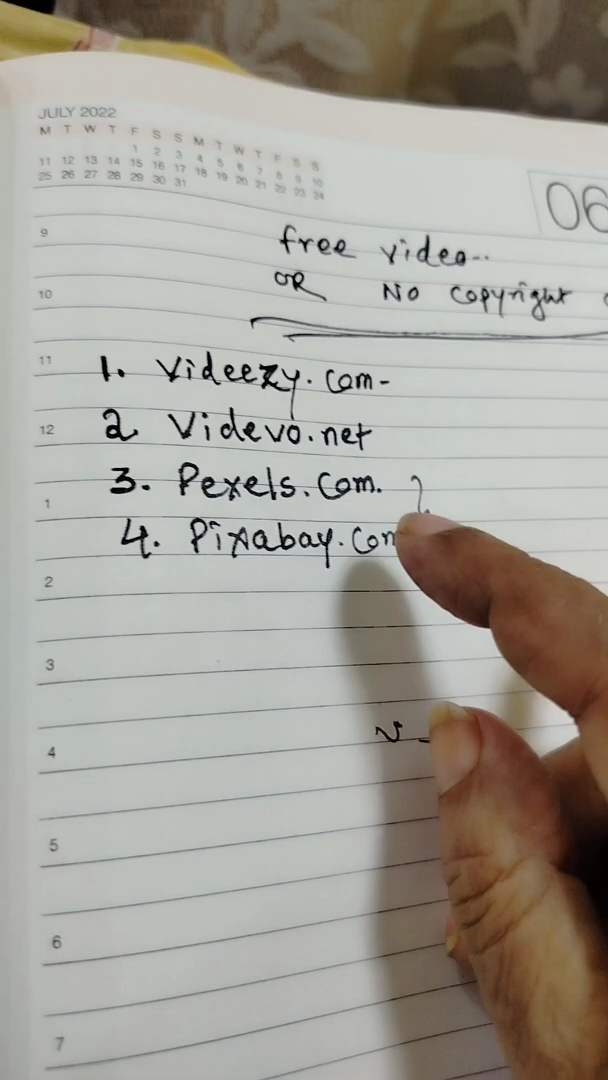 JULY 2022
M T W T F S S M T W T F S S
1 2 3 4 5 6 7 8 9 10
11 12 13 14 15 16 17 18 19 20 21 22 23 24
25 26 27 28 29 30 31
06
9
free video..
OR No Copyright
10
11 1. Videezy.com-
12 2. Videvo.net
3. Pexels.Com.
1
4. Pixabay.Com
2
3
4
5
6
7